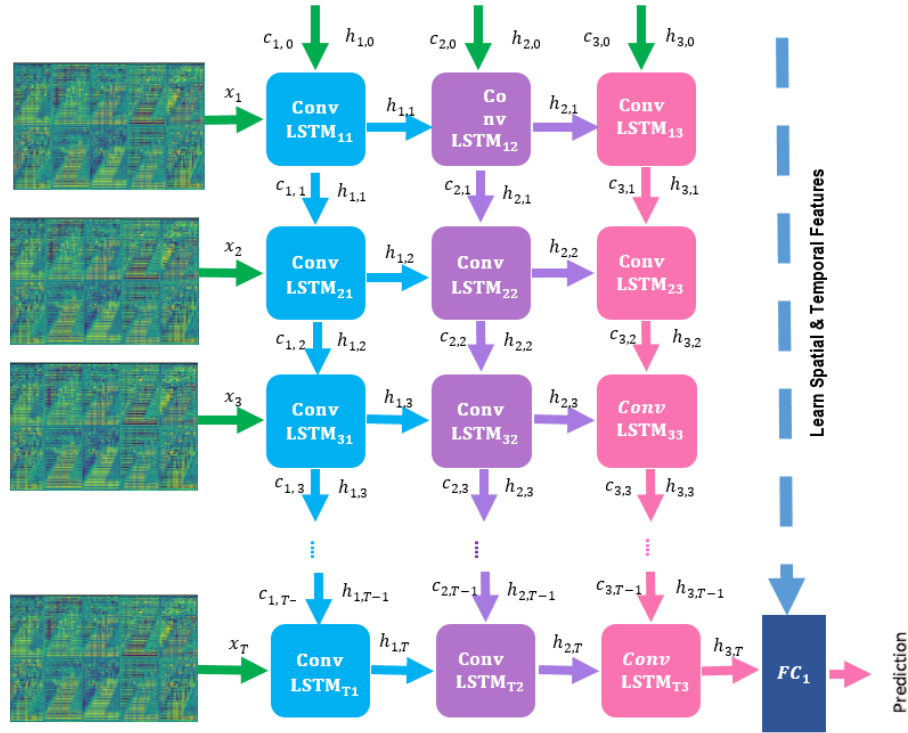 c₁,₀ h₁,₀ c₂,₀ h₂,₀ c₃,₀ h₃,₀
x₁
Conv
LSTM₁₁
h₁,₁
Co
nv
LSTM₁₂
h₂,₁
Conv
LSTM₁₃
c₁,₁ h₁,₁ c₂,₁ h₂,₁ c₃,₁ h₃,₁
x₂
Conv
LSTM₂₁
h₁,₂
Conv
LSTM₂₂
h₂,₂
Conv
LSTM₂₃
c₁,₂ h₁,₂ c₂,₂ h₂,₂ c₃,₂ h₃,₂
x₃
Conv
LSTM₃₁
h₁,₃
Conv
LSTM₃₂
h₂,₃
Conv
LSTM₃₃
c₁,₃ h₁,₃ c₂,₃ h₂,₃ c₃,₃ h₃,₃
c₁,T₋ h₁,T₋₁ c₂,T₋₁ h₂,T₋₁ c₃,T₋₁ h₃,T₋₁
x_T
Conv
LSTM_T1
h₁,T
Conv
LSTM_T2
h₂,T
Conv
LSTM_T3
h₃,T
FC₁
Learn Spatial & Temporal Features
Prediction